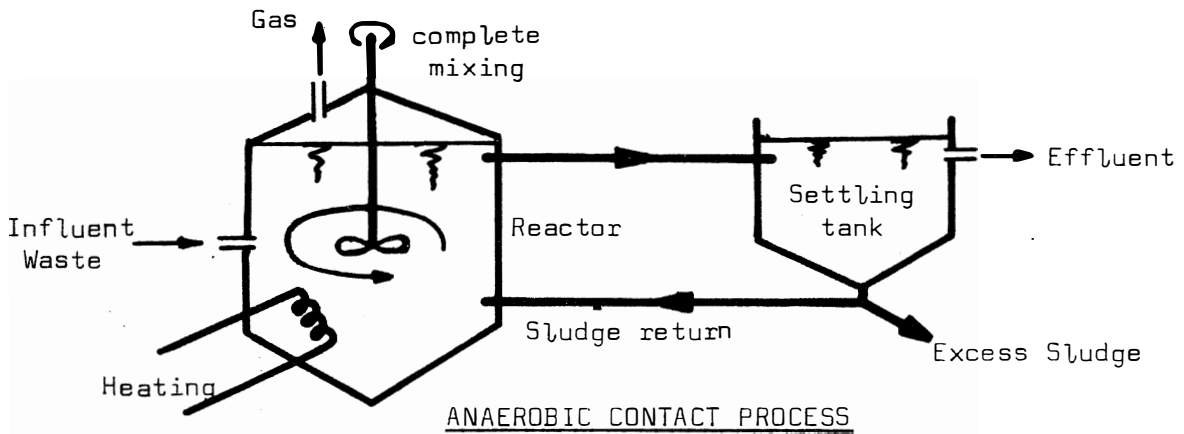 Gas
complete
mixing
Effluent
Settling
tank
Influent
Waste
Reactor
Sludge return
Excess Sludge
Heating
ANAEROBIC CONTACT PROCESS